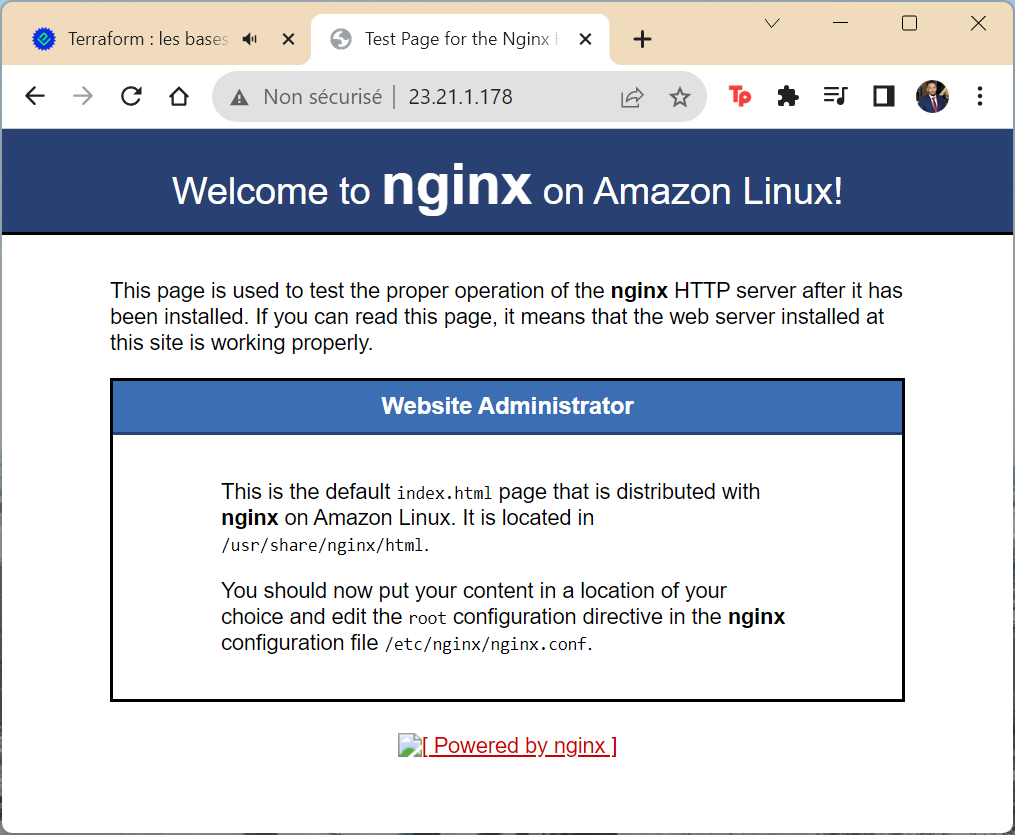 Terraform : les bases
Test Page for the Nginx
Non sécurisé | 23.21.1.178
Tp
Welcome to nginx on Amazon Linux!
This page is used to test the proper operation of the nginx HTTP server after it has
been installed. If you can read this page, it means that the web server installed at
this site is working properly.
Website Administrator
This is the default index.html page that is distributed with
nginx on Amazon Linux. It is located in
/usr/share/nginx/html.
You should now put your content in a location of your
choice and edit the root configuration directive in the nginx
configuration file /etc/nginx/nginx.conf.
[ Powered by nginx ]